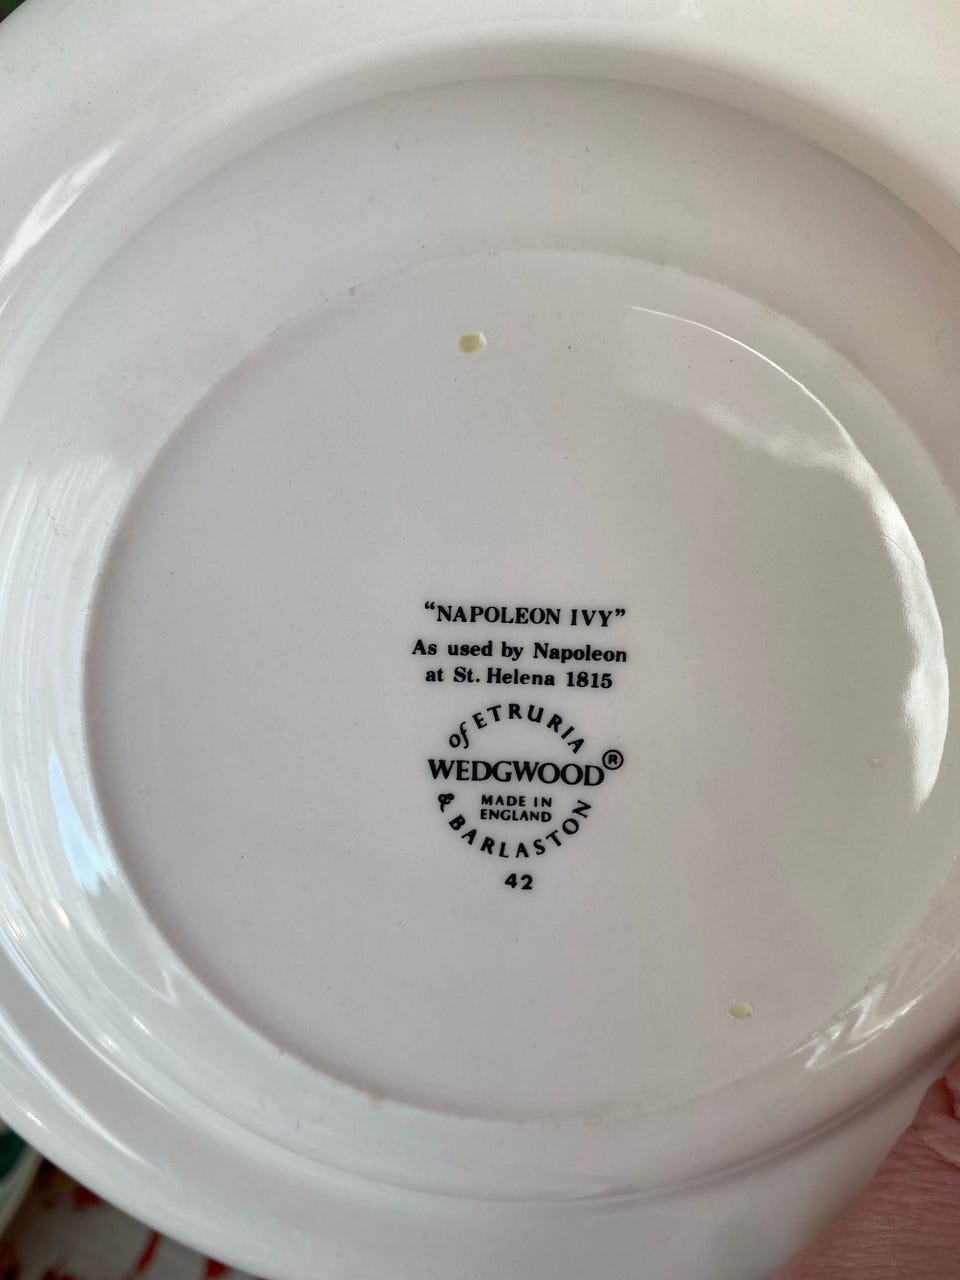 “NAPOLEON IVY”
As used by Napoleon
at St. Helena 1815
of ETRURIA
WEDGWOOD®
MADE IN
ENGLAND
& BARLASTON
42